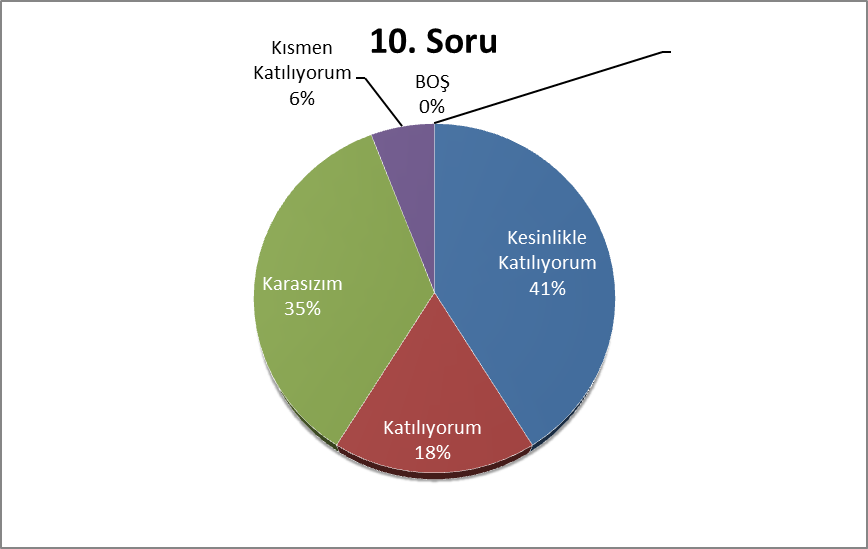 10. Soru
Kısmen
Katılıyorum
6%
BOŞ
0%
Kesinlikle
Katılıyorum
41%
Karasızım
35%
Katılıyorum
18%